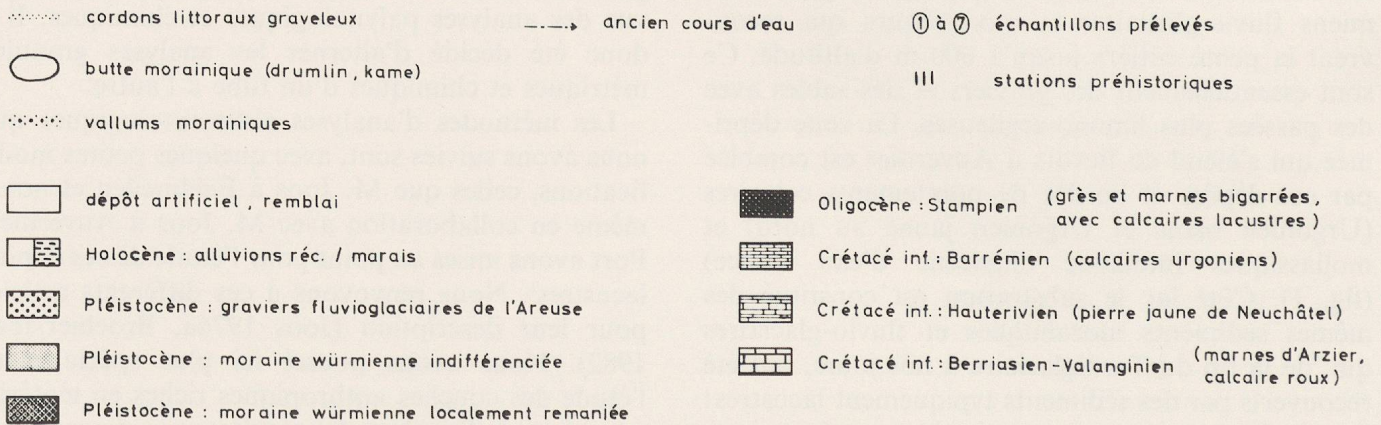 cordons littoraux graveleux
butte morainique (drumlin, kame)
vallums morainiques
ancien cours d'eau
① à ⑦ échantillons prélevés
III stations préhistoriques
dépôt artificiel, remblai
Holocène : alluvions réc. / marais
Pléistocène : graviers fluvioglaciaires de l'Areuse
Pléistocène : moraine würmienne indifférenciée
Pléistocène : moraine würmienne localement remaniée
Oligocène : Stampien (grès et marnes bigarrées,
avec calcaires lacustres)
Crétacé inf. : Barrémien (calcaires urgoniens)
Crétacé inf. : Hauterivien (pierre jaune de Neuchâtel)
Crétacé inf. : Berriasien-Valanginien (marnes d'Arzier,
calcaire roux)